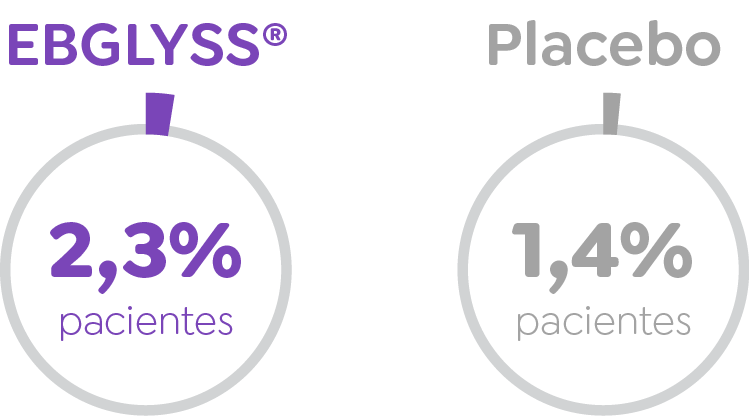 EBGLYSS®
2,3%
pacientes
Placebo
1,4%
pacientes